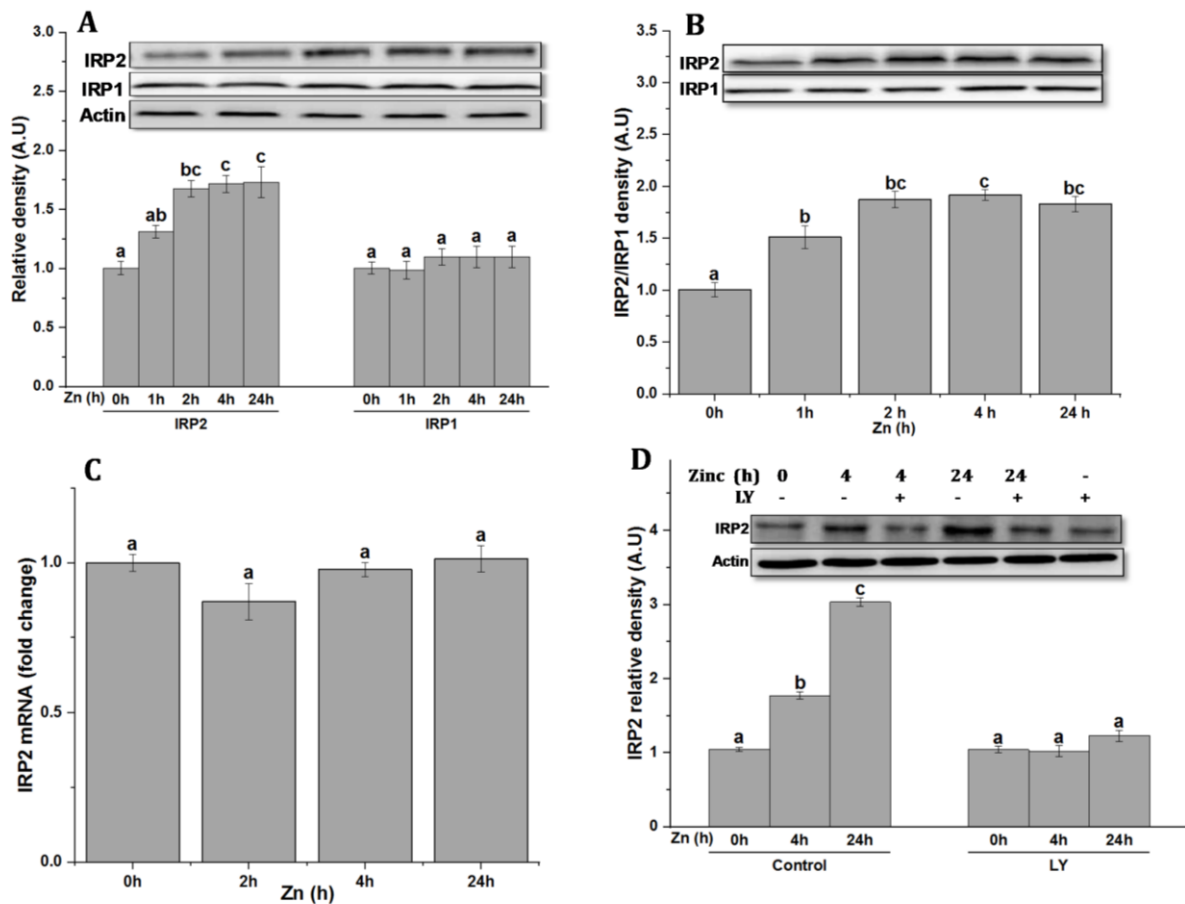 A
3.0
2.5
2.0
1.5
1.0
0.5
0.0
Relative density (A.U)
IRP2
IRP1
Actin
a ab bc c c a a a a a
Zn (h) 0h 1h 2h 4h 24h 0h 1h 2h 4h 24h
IRP2 IRP1
B
3.5
3.0
2.5
2.0
1.5
1.0
0.5
0.0
IRP2/IRP1 density (A.U)
IRP2
IRP1
a b bc c bc
0h 1h 2 h 4 h 24 h
Zn (h)
C
1.0
0.5
0.0
IRP2 mRNA (fold change)
a a a a
0h 2h 4h 24h
Zn (h)
D
Zinc (h) 0 4 4 24 24 -
LY - - + - + +
IRP2
Actin
4
3
2
1
0
IRP2 relative density (A.U)
a b c a a a
Zn (h) 0h 4h 24h 0h 4h 24h
Control LY